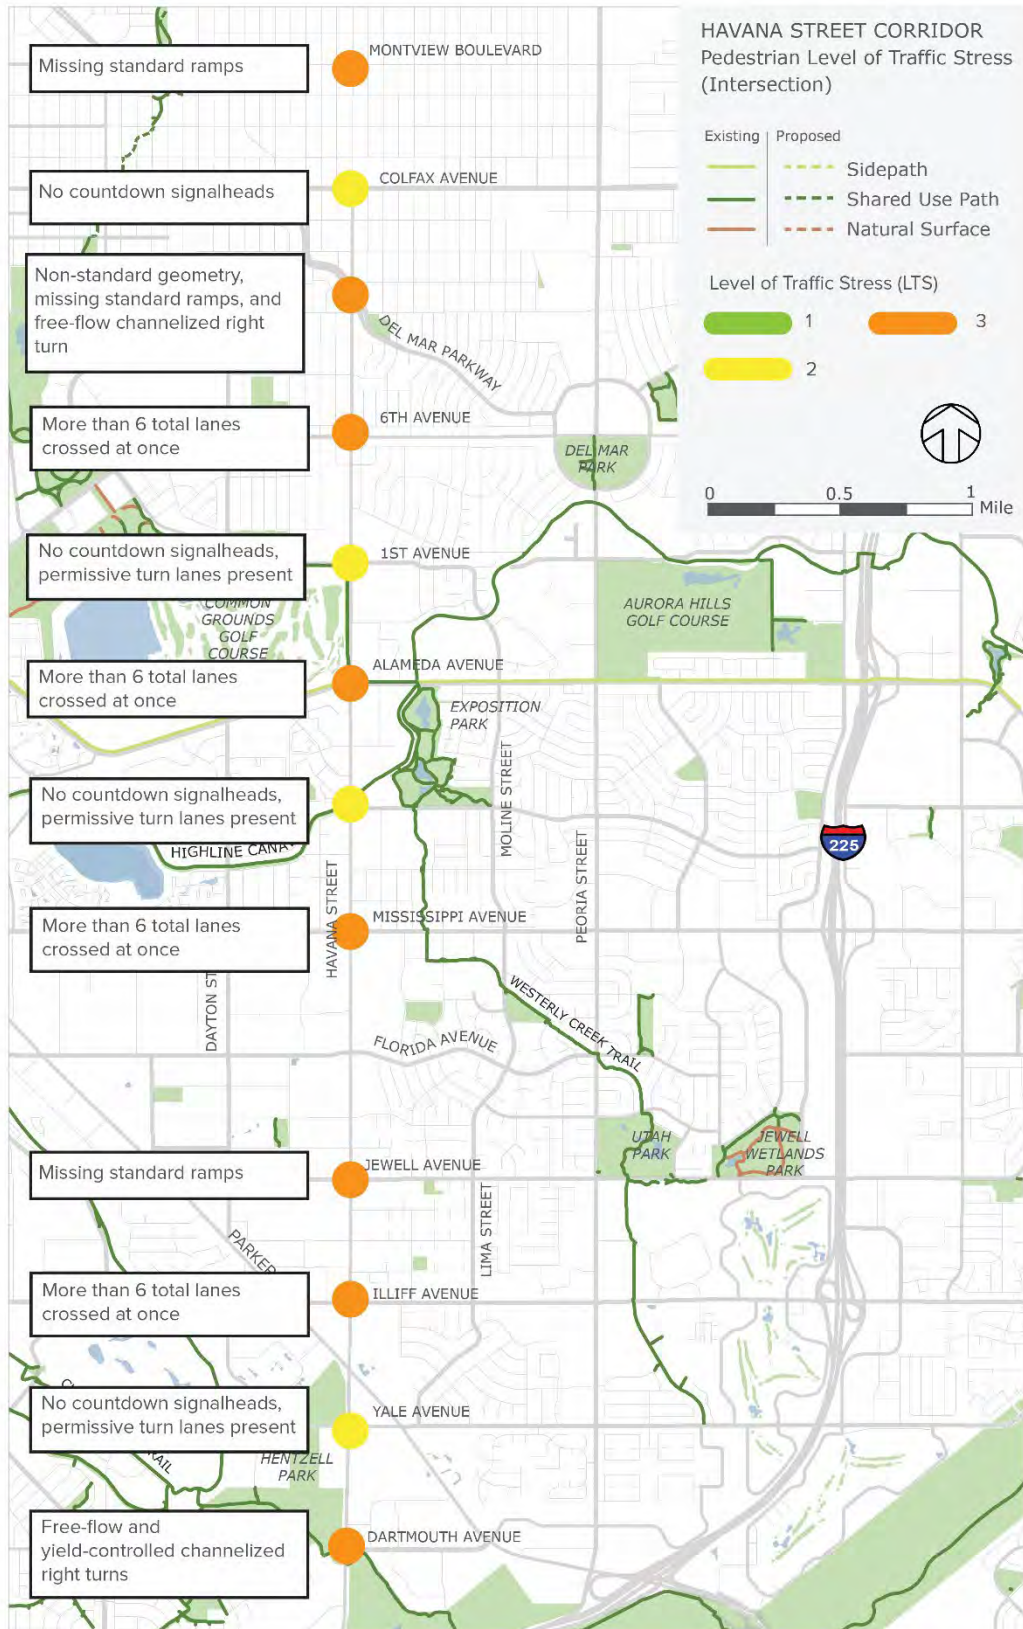 HAVANA STREET CORRIDOR
Pedestrian Level of Traffic Stress
(Intersection)
Existing
Proposed
Sidepath
Shared Use Path
Natural Surface
Level of Traffic Stress (LTS)
1
3
2
0
0.5
1
Mile
Missing standard ramps
MONTVIEW BOULEVARD
No countdown signalheads
COLFAX AVENUE
Non-standard geometry,
missing standard ramps, and
free-flow channelized right
turn
DEL MAR PARKWAY
More than 6 total lanes
crossed at once
6TH AVENUE
DEL MAR
PARK
No countdown signalheads,
permissive turn lanes present
1ST AVENUE
COMMON
GROUNDS
GOLF
COURSE
AURORA HILLS
GOLF COURSE
More than 6 total lanes
crossed at once
ALAMEDA AVENUE
EXPOSITION
PARK
MOLINE STREET
PEORIA STREET
No countdown signalheads,
permissive turn lanes present
HIGHLINE CANA
225
More than 6 total lanes
crossed at once
HAVANA STREET
MISSISSIPPI AVENUE
DAYTON ST
FLORIDA AVENUE
WESTERLY CREEK TRAIL
UTAH
PARK
JEWELL
WETLANDS
PARK
Missing standard ramps
JEWELL AVENUE
LIMA STREET
PARKER
More than 6 total lanes
crossed at once
ILLIFF AVENUE
No countdown signalheads,
permissive turn lanes present
YALE AVENUE
RAIL
HENTZELL
PARK
Free-flow and
yield-controlled channelized
right turns
DARTMOUTH AVENUE